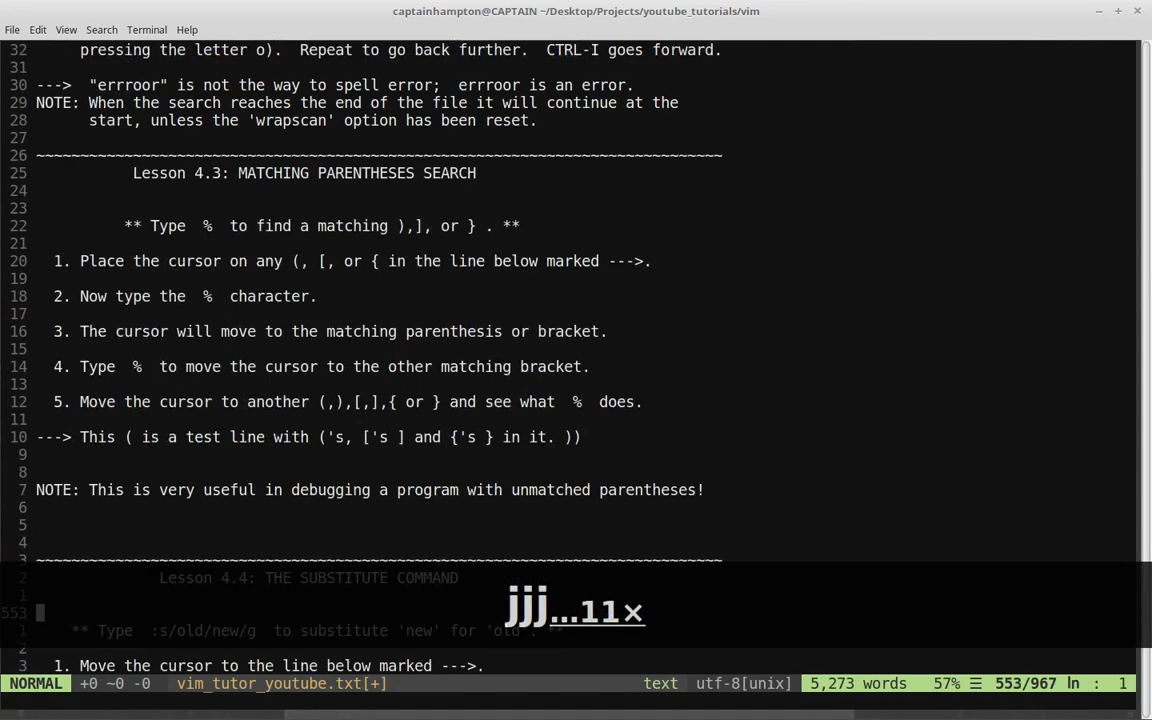 captainhampton@CAPTAIN ~/Desktop/Projects/youtube_tutorials/vim
File Edit View Search Terminal Help
32 pressing the letter o). Repeat to go back further. CTRL-I goes forward.
31
30 ---> "errroor" is not the way to spell error; errroor is an error.
29 NOTE: When the search reaches the end of the file it will continue at the
28 start, unless the 'wrapscan' option has been reset.
27
26 ~~~~~~~~~~~~~~~~~~~~~~~~~~~~~~~~~~~~~~~~~~~~~~~~~~~~~~~~~~~~~~~~~~~~~~~~~~~~~~
25 Lesson 4.3: MATCHING PARENTHESES SEARCH
24
23
22 ** Type % to find a matching ),], or } . **
21
20 1. Place the cursor on any (, [, or { in the line below marked --->.
19
18 2. Now type the % character.
17
16 3. The cursor will move to the matching parenthesis or bracket.
15
14 4. Type % to move the cursor to the other matching bracket.
13
12 5. Move the cursor to another (,),[,],{ or } and see what % does.
11
10 ---> This ( is a test line with ('s, ['s ] and {'s } in it. ))
9
8
7 NOTE: This is very useful in debugging a program with unmatched parentheses!
6
5
4
3 ~~~~~~~~~~~~~~~~~~~~~~~~~~~~~~~~~~~~~~~~~~~~~~~~~~~~~~~~~~~~~~~~~~~~~~~~~~~~~~
2 Lesson 4.4: THE SUBSTITUTE COMMAND
1
553
jjj...11×
1 ** Type :s/old/new/g to substitute 'new' for 'old'. **
2
3 1. Move the cursor to the line below marked --->.
NORMAL +0 ~0 -0 vim_tutor_youtube.txt[+] text utf-8[unix] 5,273 words 57% ☰ 553/967 ln : 1